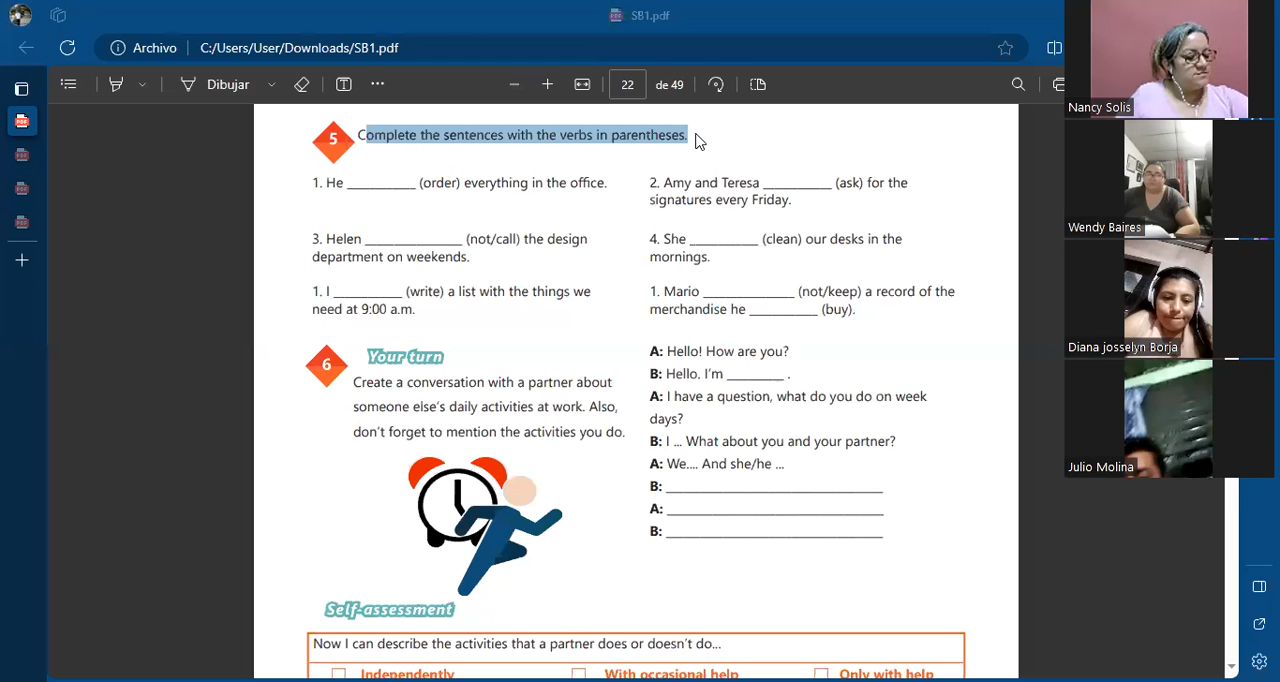 SB1.pdf
Archivo C:/Users/User/Downloads/SB1.pdf
Dibujar 22 de 49
5 Complete the sentences with the verbs in parentheses.
1. He __________ (order) everything in the office.
2. Amy and Teresa __________ (ask) for the
signatures every Friday.
3. Helen ______________ (not/call) the design
department on weekends.
4. She __________ (clean) our desks in the
mornings.
1. I __________ (write) a list with the things we
need at 9:00 a.m.
1. Mario _____________ (not/keep) a record of the
merchandise he __________ (buy).
6 Your turn
Create a conversation with a partner about
someone else's daily activities at work. Also,
don't forget to mention the activities you do.
A: Hello! How are you?
B: Hello. I'm ________ .
A: I have a question, what do you do on week
days?
B: I ... What about you and your partner?
A: We.... And she/he ...
B: ________________________________
A: ________________________________
B: ________________________________
Self-assessment
Now I can describe the activities that a partner does or doesn't do...
Independently With occasional help Only with help
Nancy Solis
Wendy Baires
Diana josselyn Borja
Julio Molina